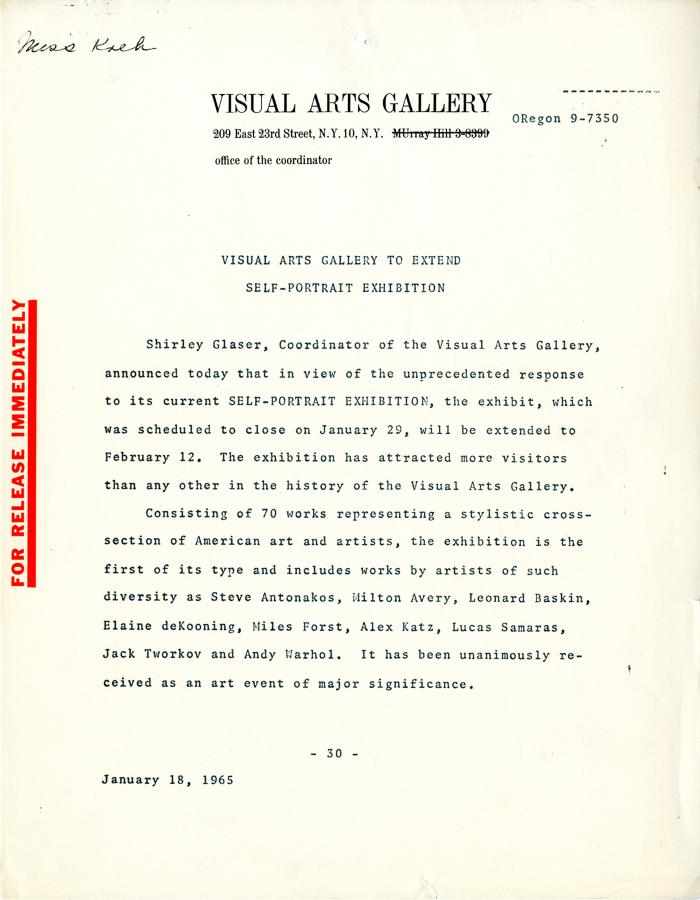 Miss Koch
VISUAL ARTS GALLERY
209 East 23rd Street, N.Y. 10, N.Y. MUrray Hill 3-8399
ORegon 9-7350
office of the coordinator
VISUAL ARTS GALLERY TO EXTEND
SELF-PORTRAIT EXHIBITION
FOR RELEASE IMMEDIATELY
Shirley Glaser, Coordinator of the Visual Arts Gallery,
announced today that in view of the unprecedented response
to its current SELF-PORTRAIT EXHIBITION, the exhibit, which
was scheduled to close on January 29, will be extended to
February 12. The exhibition has attracted more visitors
than any other in the history of the Visual Arts Gallery.
Consisting of 70 works representing a stylistic cross-
section of American art and artists, the exhibition is the
first of its type and includes works by artists of such
diversity as Steve Antonakos, Milton Avery, Leonard Baskin,
Elaine deKooning, Miles Forst, Alex Katz, Lucas Samaras,
Jack Tworkov and Andy Warhol. It has been unanimously re-
ceived as an art event of major significance.
- 30 -
January 18, 1965